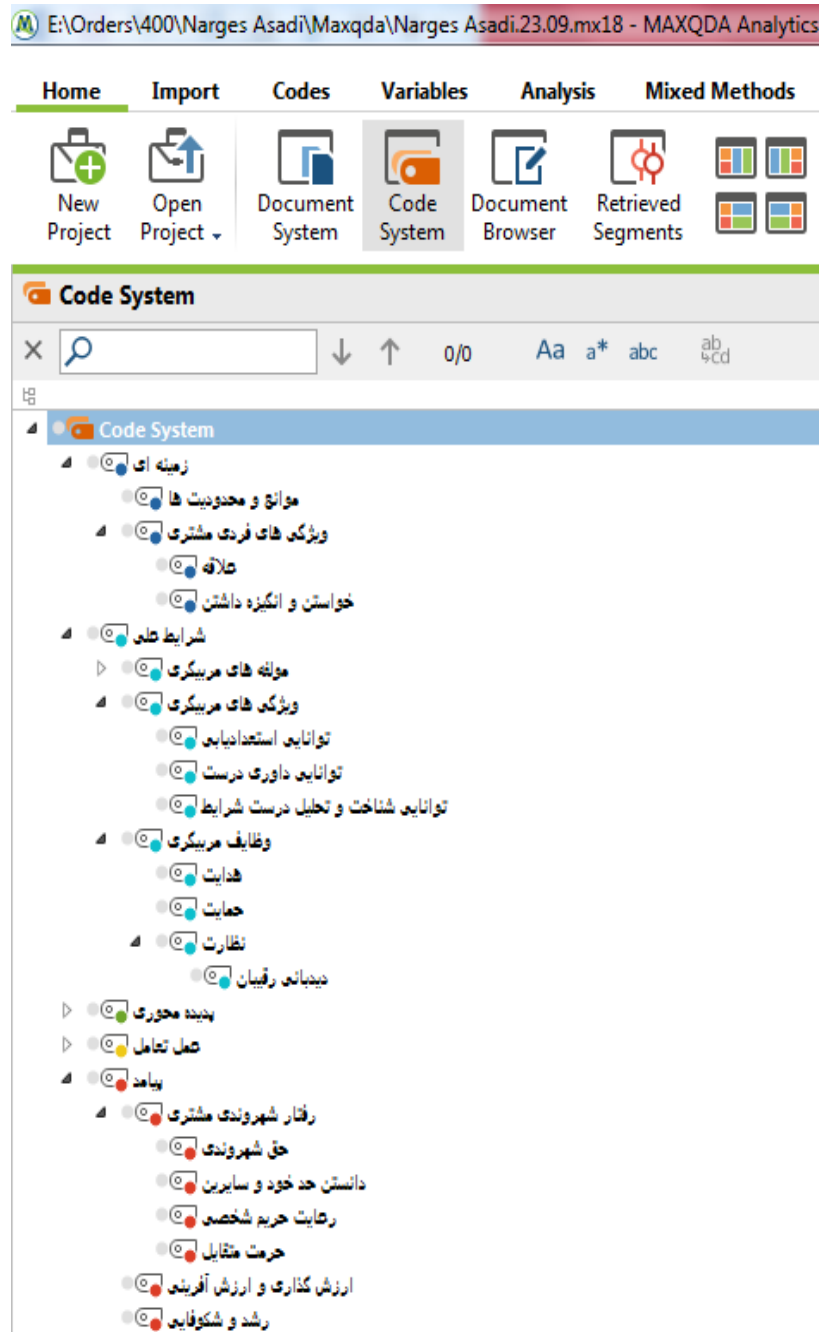 E:\Orders\400\Narges Asadi\Maxqda\Narges Asadi.23.09.mx18 - MAXQDA Analytics
Home Import Codes Variables Analysis Mixed Methods
New Project
Open Project
Document System
Code System
Document Browser
Retrieved Segments
Code System
0/0 Aa a* abc ab cd
Code System
زمینه ای
موانع و محدودیت ها
ویژگی های فردی مشتری
علاقه
خواستن و انگیزه داشتن
شرایط علی
مولفه های مربیگری
ویژگی های مربیگری
توانایی استعدادیابی
توانایی داوری درست
توانایی شناخت و تحلیل درست شرایط
وظایف مربیگری
هدایت
حمایت
نظارت
دیدبانی رقیبان
پدیده محوری
عمل تعامل
پیامد
رفتار شهروندی مشتری
حق شهروندی
دانستن حد خود و سایرین
رعایت حریم شخصی
حرمت متقابل
ارزش گذاری و ارزش آفرینی
رشد و شکوفایی